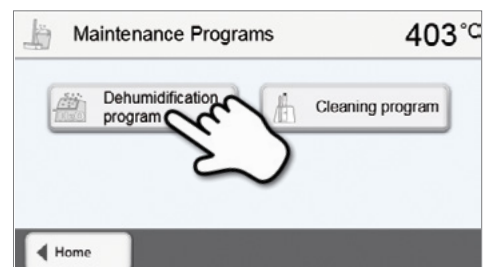 Maintenance Programs
403°C
Dehumidification
program
Cleaning program
Home